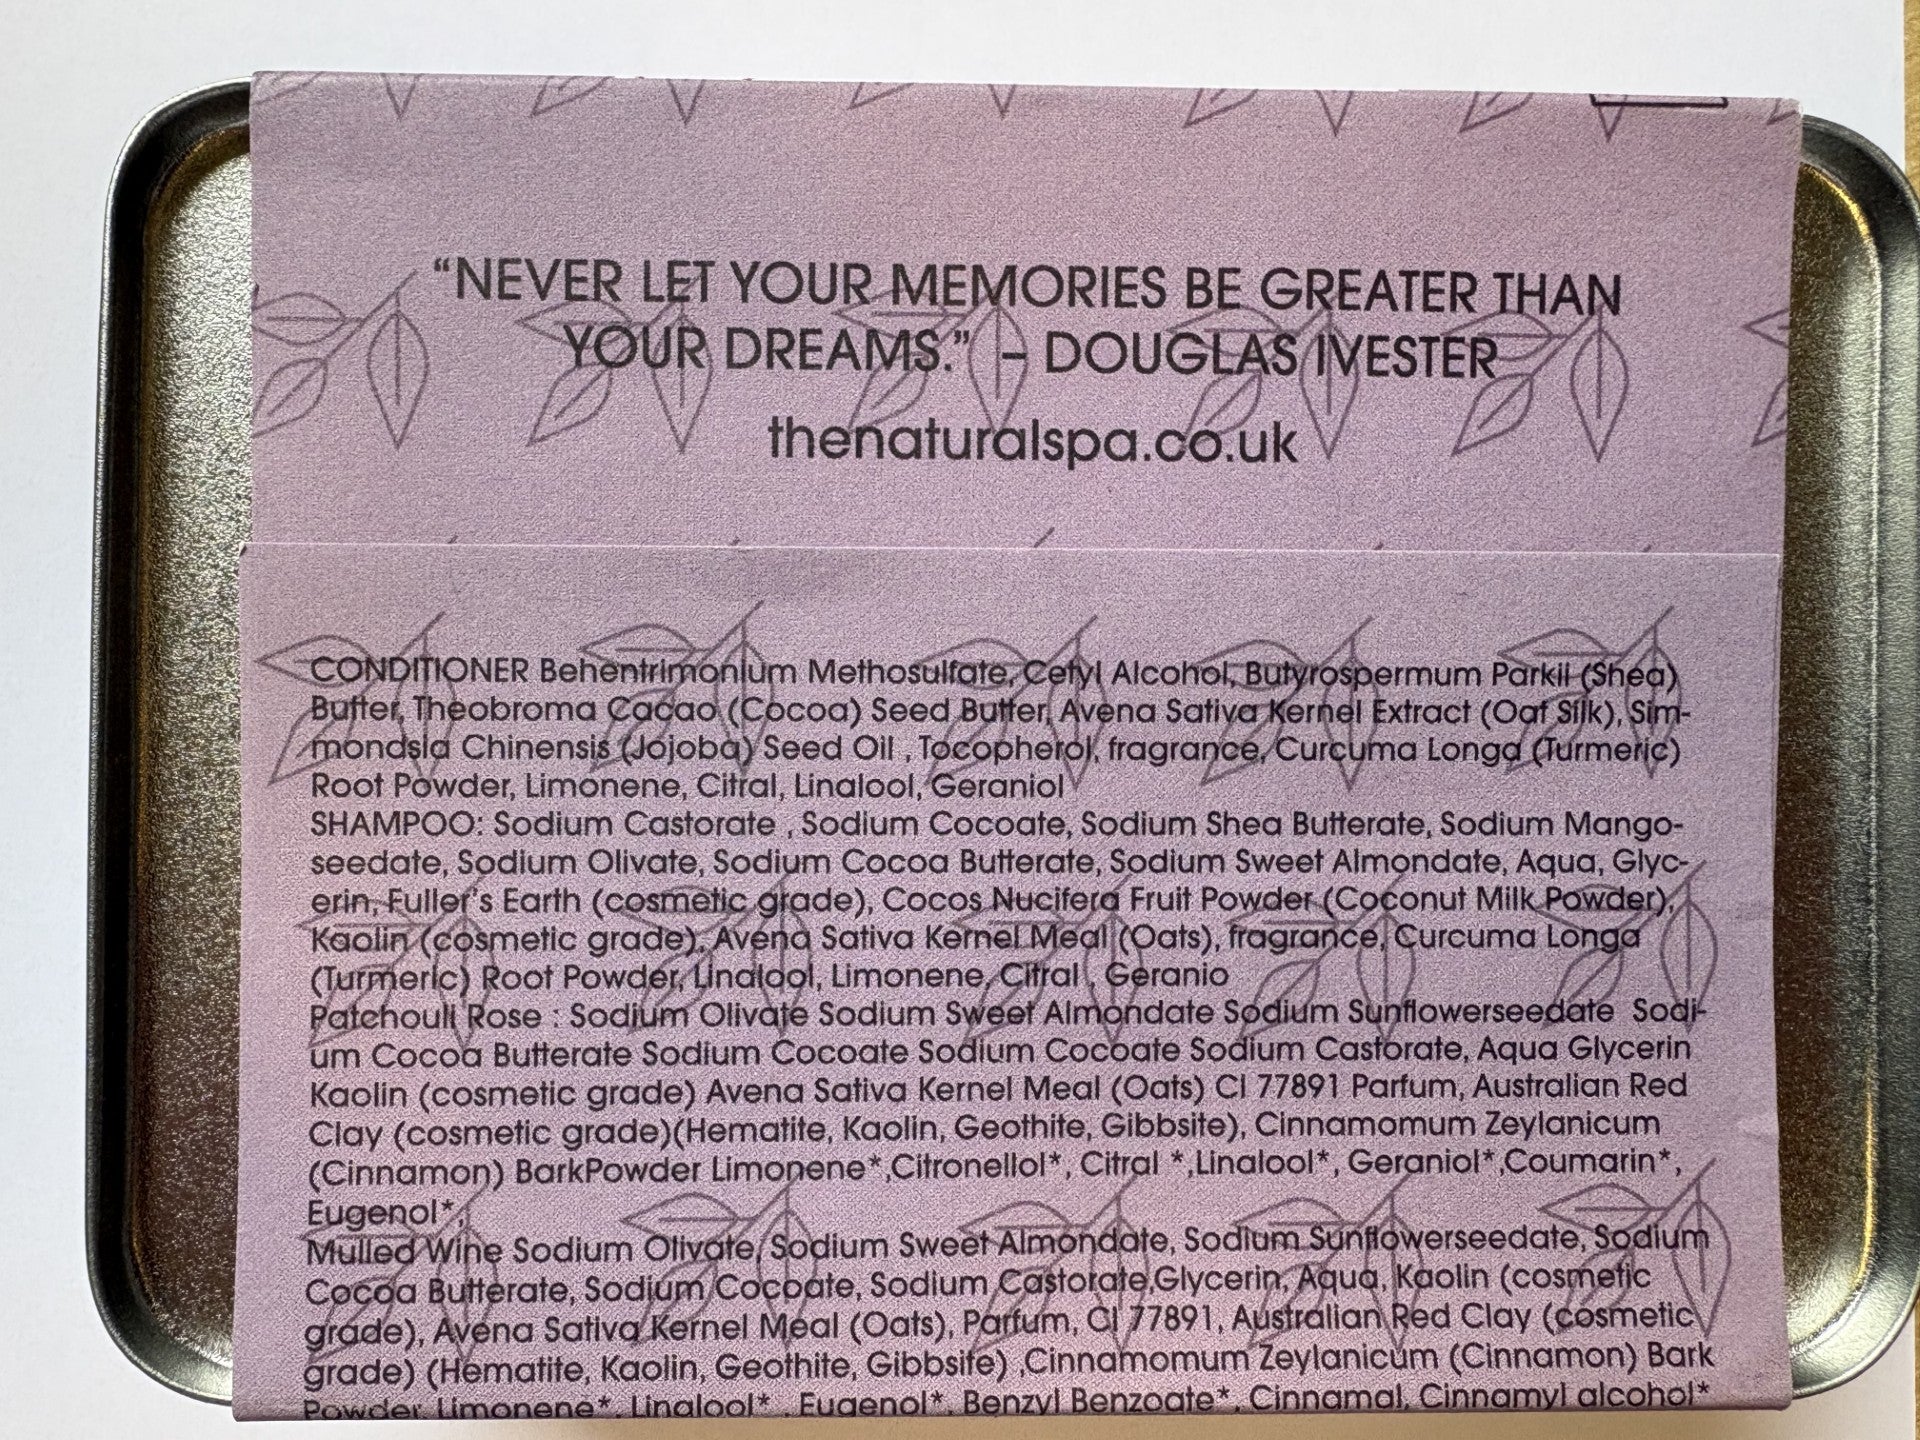 “NEVER LET YOUR MEMORIES BE GREATER THAN
YOUR DREAMS.” – DOUGLAS IVESTER
thenaturalspa.co.uk
CONDITIONER Behentrimonium Methosulfate, Cetyl Alcohol, Butyrospermum Parkii (Shea)
Butter, Theobroma Cacao (Cocoa) Seed Butter, Avena Sativa Kernel Extract (Oat Silk), Sim-
mondsia Chinensis (Jojoba) Seed Oil , Tocopherol, fragrance, Curcuma Longa (Turmeric)
Root Powder, Limonene, Citral, Linalool, Geraniol
SHAMPOO: Sodium Castorate , Sodium Cocoate, Sodium Shea Butterate, Sodium Mango-
seedate, Sodium Olivate, Sodium Cocoa Butterate, Sodium Sweet Almondate, Aqua, Glyc-
erin, Fuller’s Earth (cosmetic grade), Cocos Nucifera Fruit Powder (Coconut Milk Powder),
Kaolin (cosmetic grade), Avena Sativa Kernel Meal (Oats), fragrance, Curcuma Longa
(Turmeric) Root Powder, Linalool, Limonene, Citral , Geranio
Patchouli Rose : Sodium Olivate Sodium Sweet Almondate Sodium Sunflowerseedate Sodi-
um Cocoa Butterate Sodium Cocoate Sodium Cocoate Sodium Castorate, Aqua Glycerin
Kaolin (cosmetic grade) Avena Sativa Kernel Meal (Oats) CI 77891 Parfum, Australian Red
Clay (cosmetic grade)(Hematite, Kaolin, Geothite, Gibbsite), Cinnamomum Zeylanicum
(Cinnamon) BarkPowder Limonene*,Citronellol*, Citral *,Linalool*, Geraniol*,Coumarin*,
Eugenol*,
Mulled Wine Sodium Olivate, Sodium Sweet Almondate, Sodium Sunflowerseedate, Sodium
Cocoa Butterate, Sodium Cocoate, Sodium Castorate,Glycerin, Aqua, Kaolin (cosmetic
grade), Avena Sativa Kernel Meal (Oats), Parfum, CI 77891, Australian Red Clay (cosmetic
grade) (Hematite, Kaolin, Geothite, Gibbsite) ,Cinnamomum Zeylanicum (Cinnamon) Bark
Powder Limonene*, Linalool* , Eugenol*, Benzyl Benzoate*, Cinnamal, Cinnamyl alcohol*